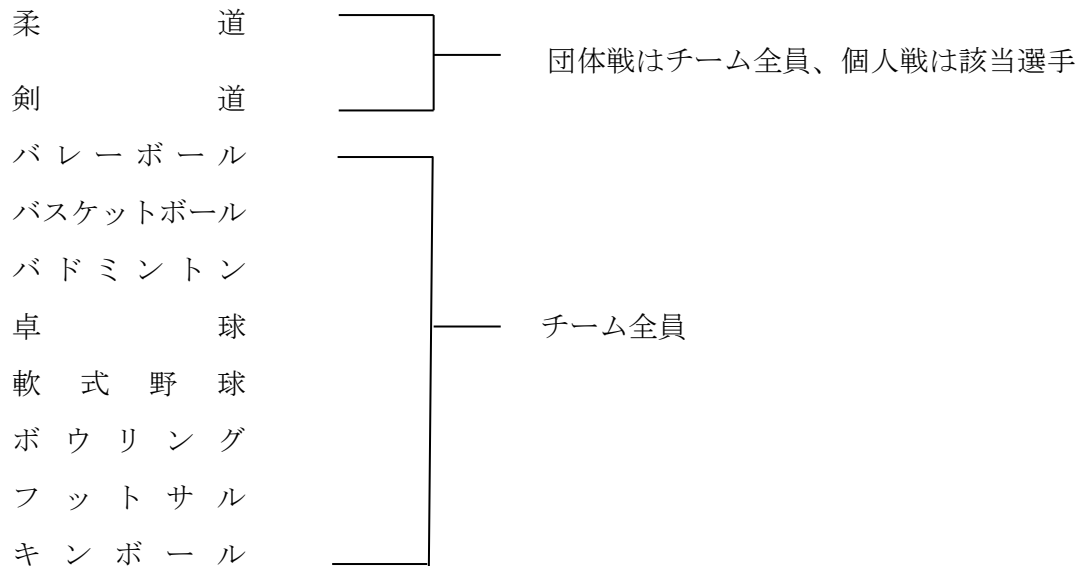 柔道
団体戦はチーム全員、個人戦は該当選手
剣道
バレーボール
バスケットボール
バドミントン
卓球
チーム全員
軟式野球
ボウリング
フットサル
キンボール